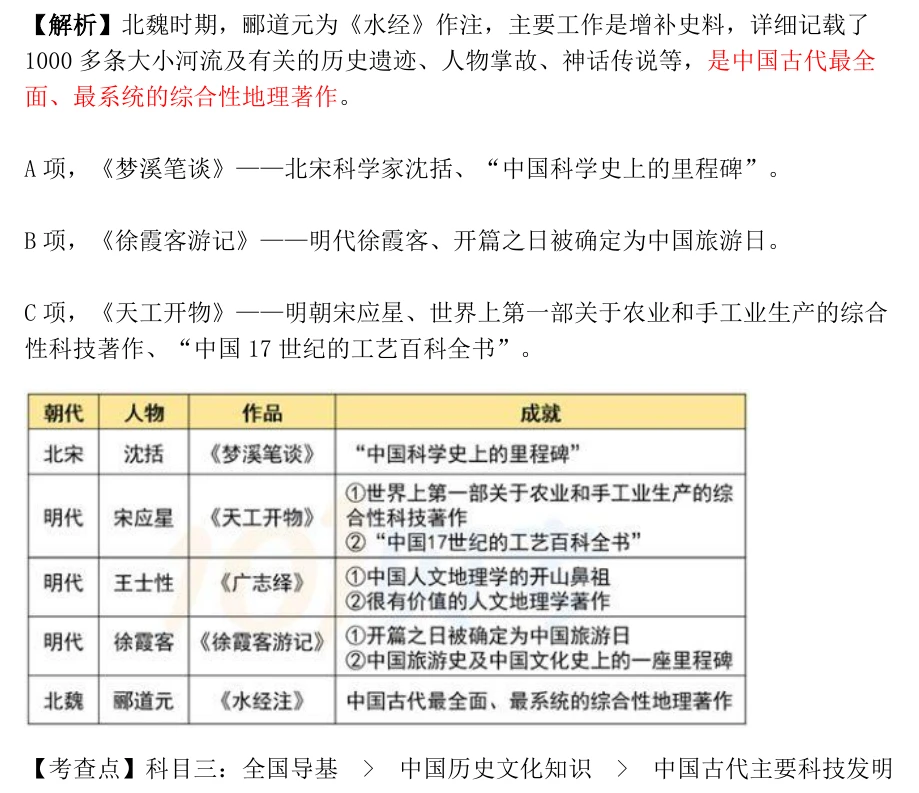 【解析】北魏时期，郦道元为《水经》作注，主要工作是增补史料，详细记载了
1000 多条大小河流及有关的历史遗迹、人物掌故、神话传说等，是中国古代最全
面、最系统的综合性地理著作。
A 项，《梦溪笔谈》——北宋科学家沈括、“中国科学史上的里程碑”。
B 项，《徐霞客游记》——明代徐霞客、开篇之日被确定为中国旅游日。
C 项，《天工开物》——明朝宋应星、世界上第一部关于农业和手工业生产的综合
性科技著作、“中国 17 世纪的工艺百科全书”。
朝代 人物 作品 成就
北宋 沈括 《梦溪笔谈》 “中国科学史上的里程碑”
明代 宋应星 《天工开物》 ①世界上第一部关于农业和手工业生产的综
合性科技著作
②“中国17世纪的工艺百科全书”
明代 王士性 《广志绎》 ①中国人文地理学的开山鼻祖
②很有价值的人文地理学著作
明代 徐霞客 《徐霞客游记》 ①开篇之日被确定为中国旅游日
②中国旅游史及中国文化史上的一座里程碑
北魏 郦道元 《水经注》 中国古代最全面、最系统的综合性地理著作
【考查点】科目三：全国导基 > 中国历史文化知识 > 中国古代主要科技发明